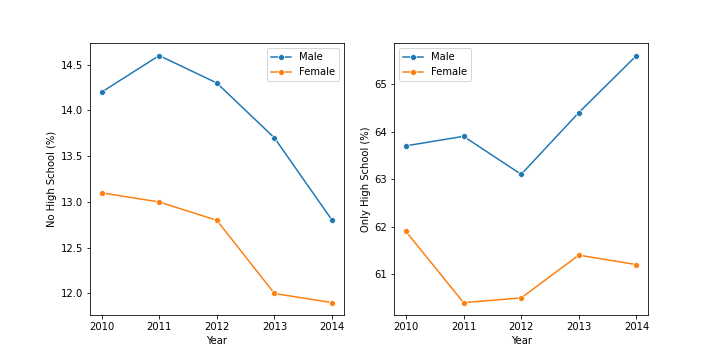 No High School (%)
14.5
14.0
13.5
13.0
12.5
12.0
2010 2011 2012 2013 2014
Year
Male
Female
Only High School (%)
65
64
63
62
61
2010 2011 2012 2013 2014
Year
Male
Female